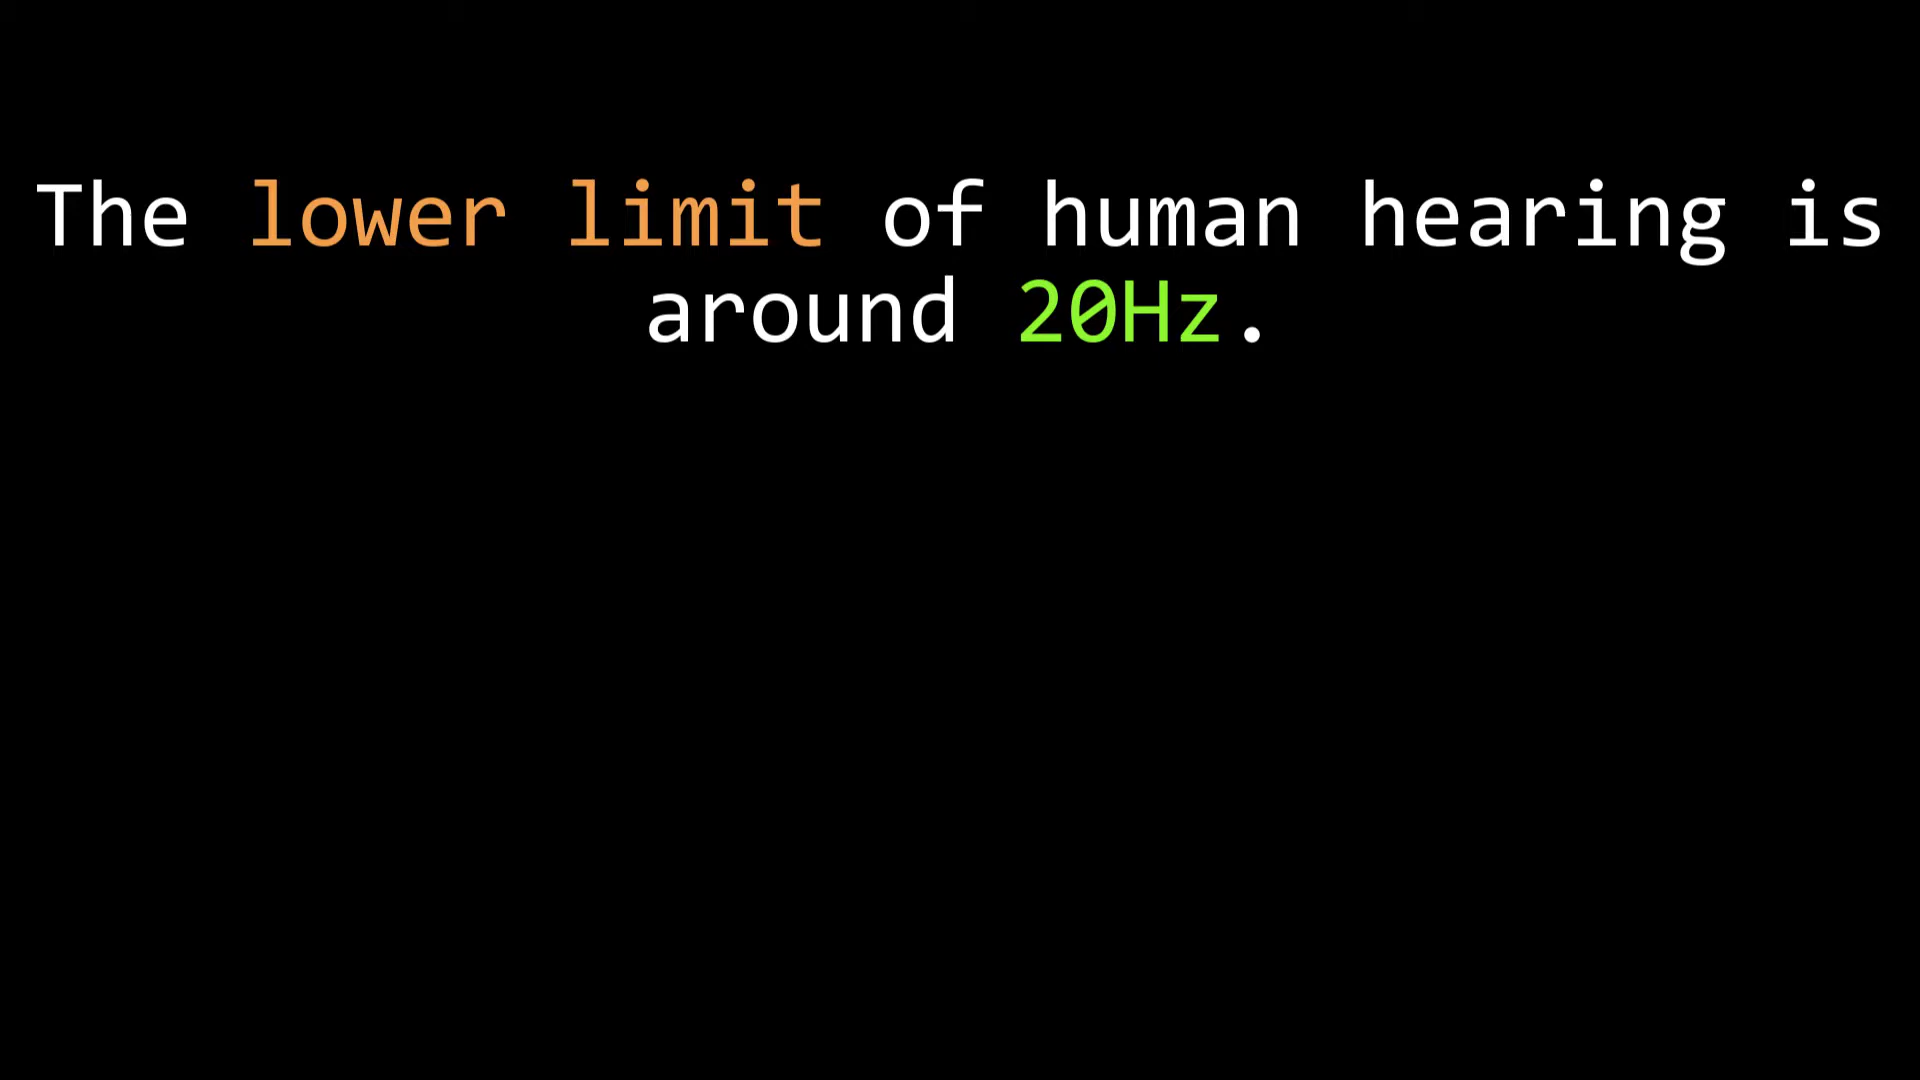 The lower limit of human hearing is
around 20Hz.